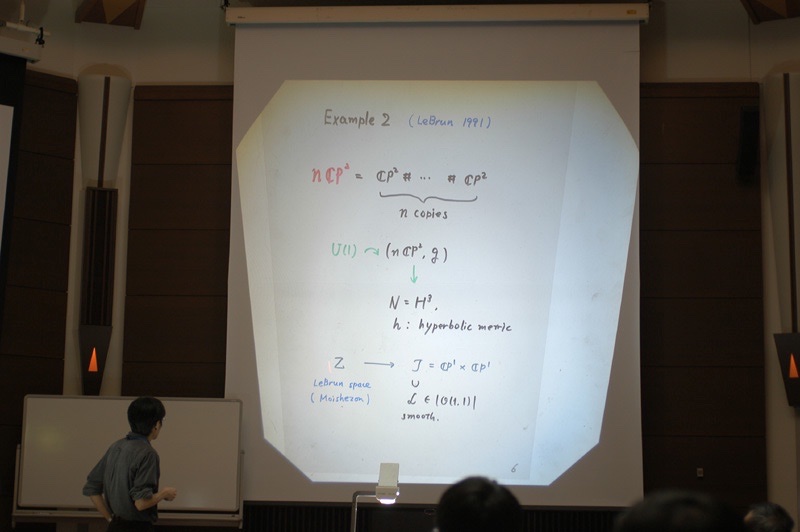 Example 2 (LeBrun 1991)
nℂP² = ℂP² # ... # ℂP²
n copies
U(1) ↷ (nℂP², g)
↓
N = H³,
h : hyperbolic metric
Z → 𝒥 = ℂP¹ × ℂP¹
LeBrun space ∪
(Moishezon) ℒ ∈ |O(1,1)|
smooth.
6